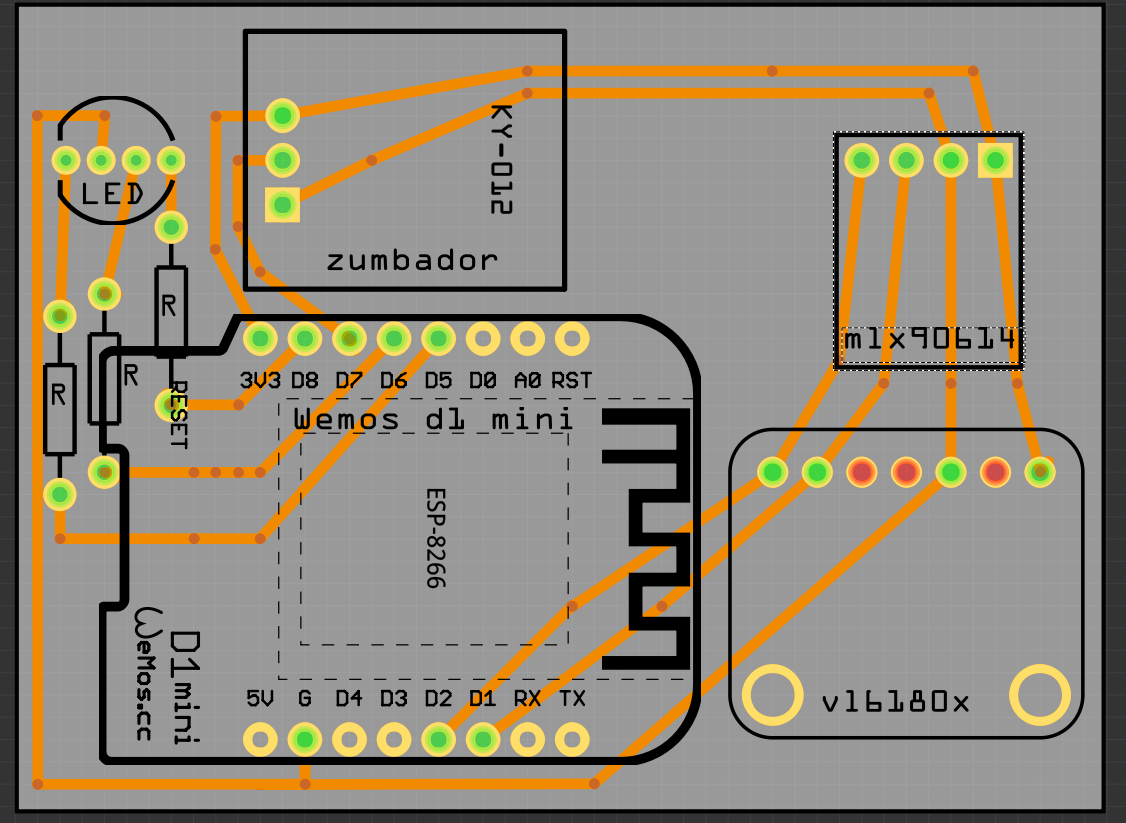 LED
KY-012
zumbador
R
R
R
RESET
mlx90614
3V3 D8 D7 D6 D5 D0 A0 RST
Wemos d1 mini
ESP-8266
WeMos.cc
D1mini
5V G D4 D3 D2 D1 RX TX
vl6180x